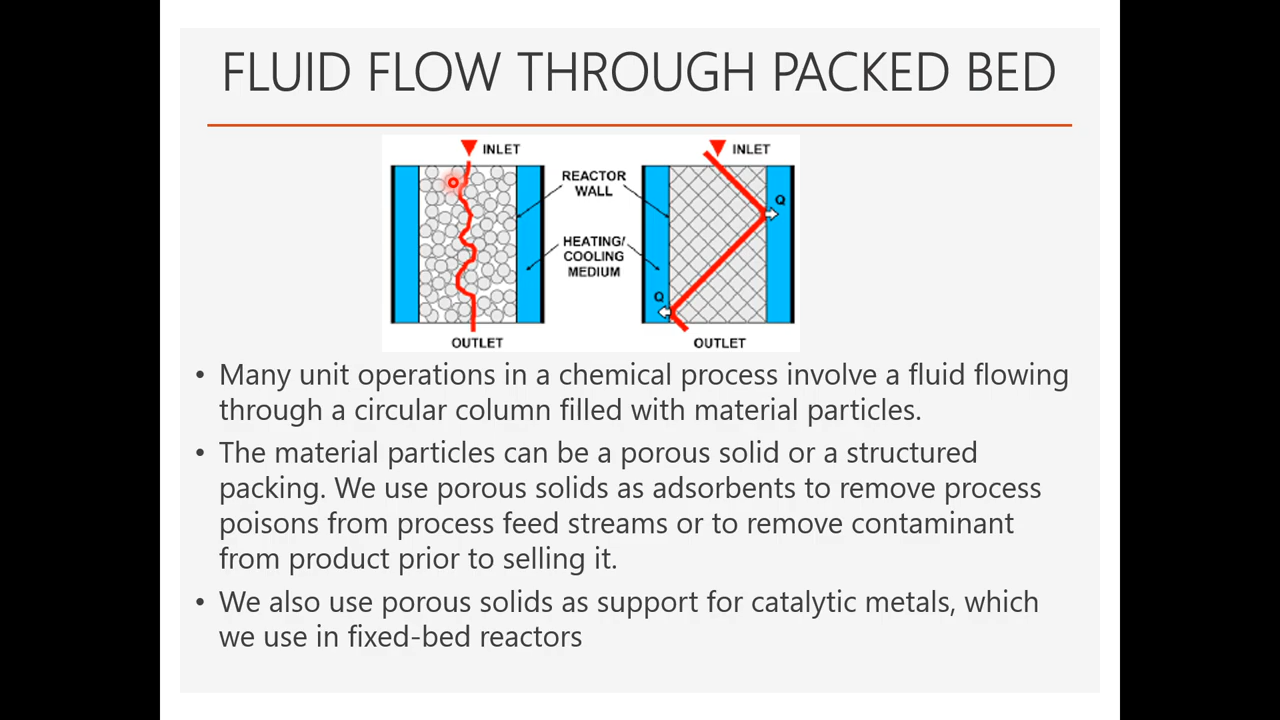 FLUID FLOW THROUGH PACKED BED
INLET
INLET
REACTOR
WALL
Q
HEATING/
COOLING
MEDIUM
Q
OUTLET
OUTLET
• Many unit operations in a chemical process involve a fluid flowing
through a circular column filled with material particles.
• The material particles can be a porous solid or a structured
packing. We use porous solids as adsorbents to remove process
poisons from process feed streams or to remove contaminant
from product prior to selling it.
• We also use porous solids as support for catalytic metals, which
we use in fixed-bed reactors